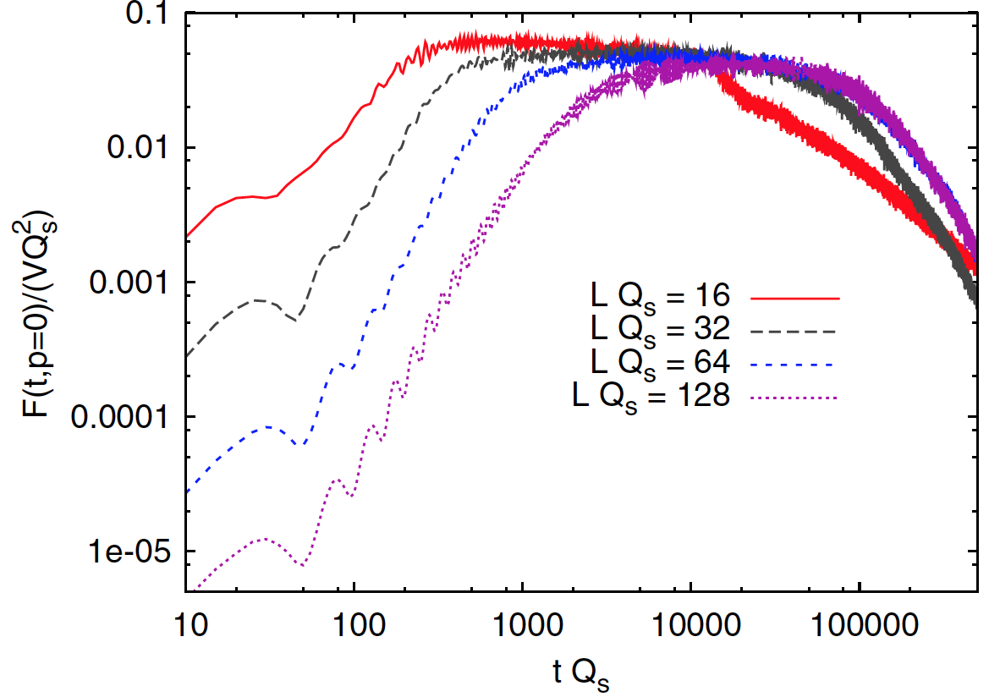 0.1
0.01
0.001
0.0001
1e-05
F(t,p=0)/(VQs²)
L Qs = 16
L Qs = 32
L Qs = 64
L Qs = 128
10 100 1000 10000 100000
t Qs